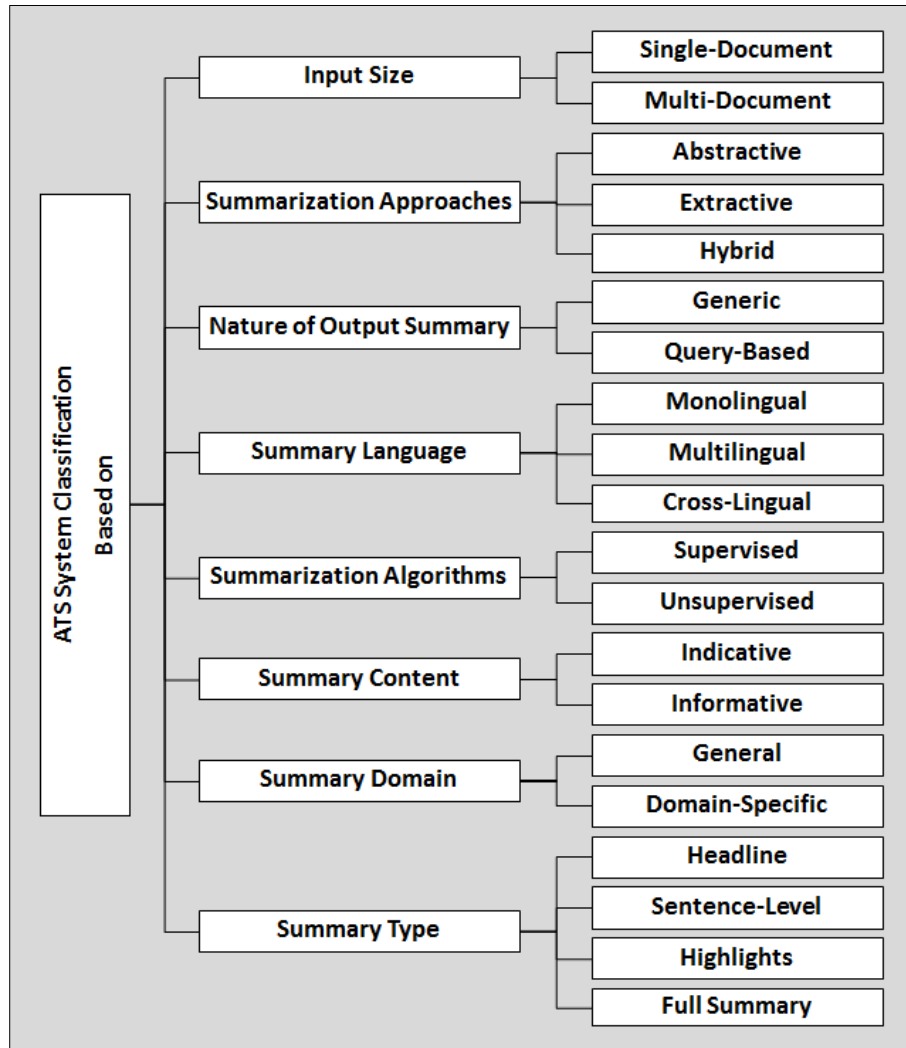 ATS System Classification
Based on
Input Size
Single-Document
Multi-Document
Summarization Approaches
Abstractive
Extractive
Hybrid
Nature of Output Summary
Generic
Query-Based
Summary Language
Monolingual
Multilingual
Cross-Lingual
Summarization Algorithms
Supervised
Unsupervised
Summary Content
Indicative
Informative
Summary Domain
General
Domain-Specific
Summary Type
Headline
Sentence-Level
Highlights
Full Summary